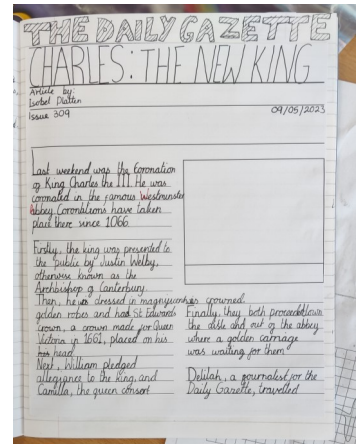 THE DAILY GAZETTE
CHARLES: THE NEW KING
Article by:
Isobel Platten
Issue 309
09/05/2023
Last weekend was the Coronation
of King Charles the III. He was
coronated in the famous Westminster
Abbey. Coronations have taken
place there since 1066.
Firstly, the king was presented to
the public by Justin Welby,
otherwise known as the
Archbishop of Canterbury.
Then, he is dressed in
golden robes and had St Edwards
crown, a crown made for Queen
Victoria in 1661, placed on his
head.
Next, William pledged
allegiance to the King, and
Camilla, the queen consort
is crowned.
Finally, they both proceed down
the aisle and out of the abbey
where a golden carriage
was waiting for them
Delilah, a journalest for the
Daily Gazette, travelled